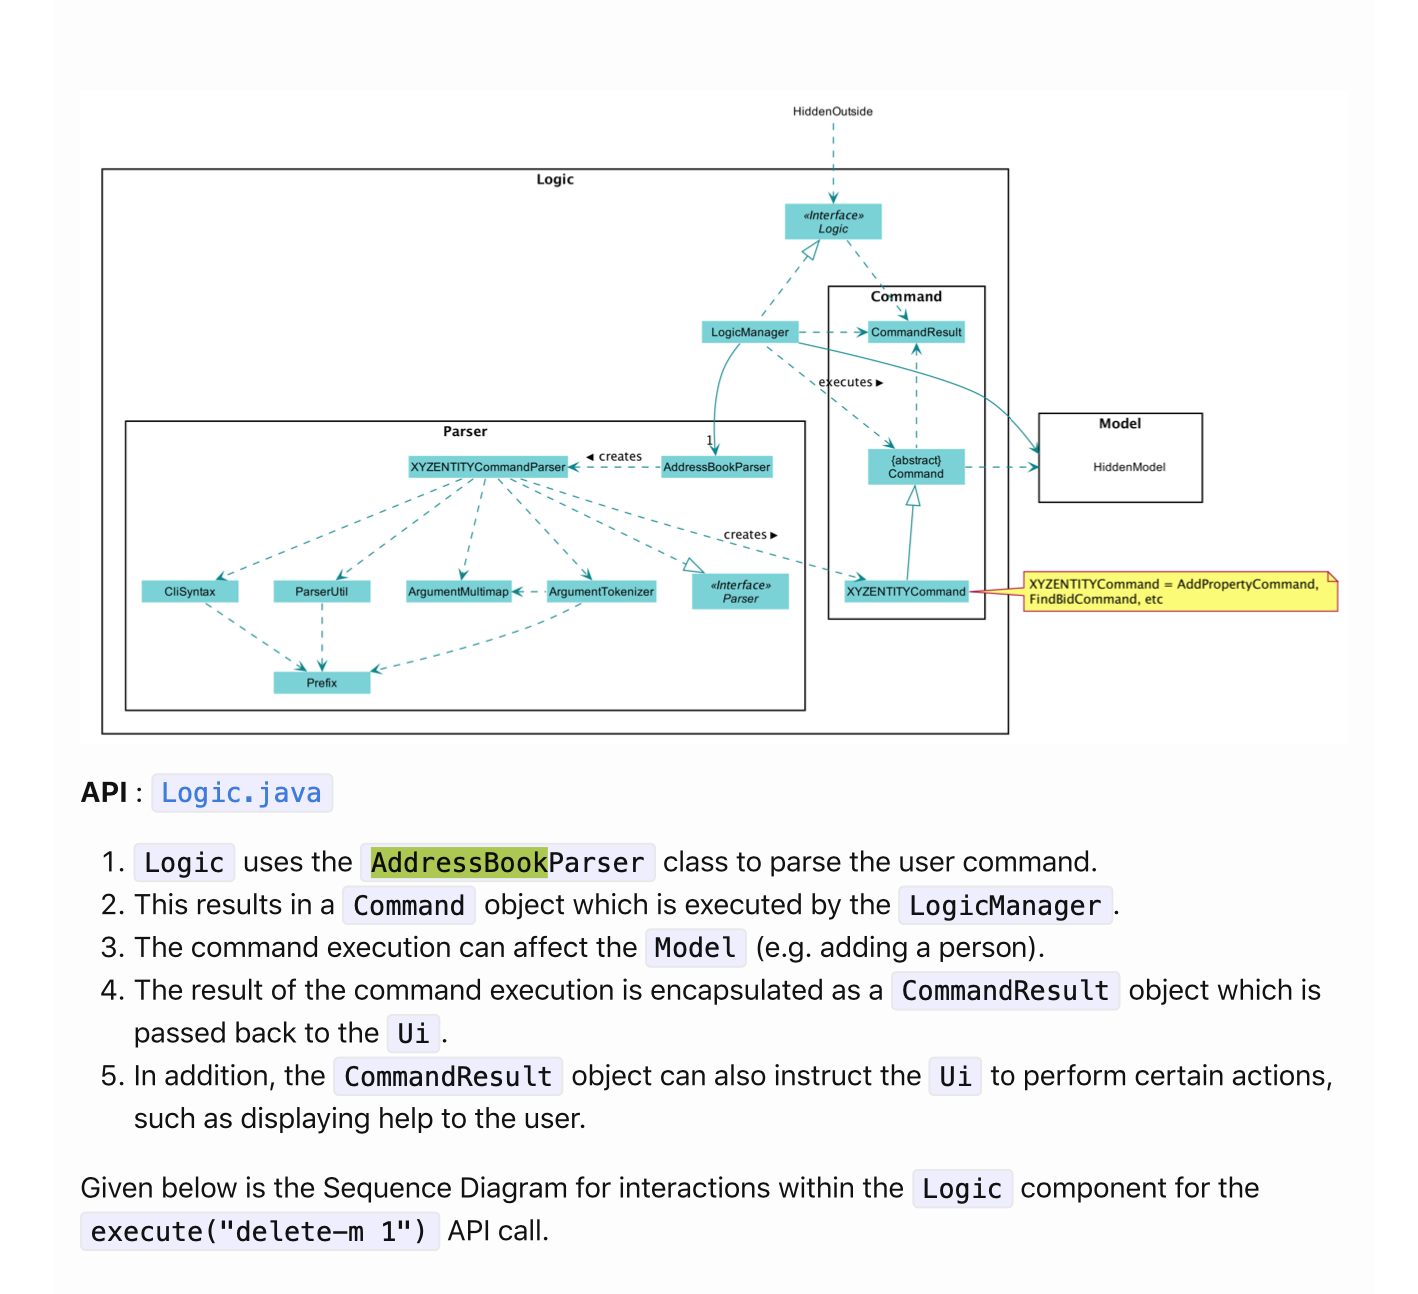 HiddenOutside
Logic
«Interface»
Logic
Command
LogicManager
CommandResult
executes ►
Model
Parser
1
◄ creates
XYZENTITYCommandParser
AddressBookParser
{abstract}
Command
HiddenModel
creates ►
CliSyntax
ParserUtil
ArgumentMultimap
ArgumentTokenizer
«Interface»
Parser
XYZENTITYCommand
XYZENTITYCommand = AddPropertyCommand,
FindBidCommand, etc
Prefix
API : Logic.java
1. Logic uses the AddressBookParser class to parse the user command.
2. This results in a Command object which is executed by the LogicManager.
3. The command execution can affect the Model (e.g. adding a person).
4. The result of the command execution is encapsulated as a CommandResult object which is
passed back to the Ui.
5. In addition, the CommandResult object can also instruct the Ui to perform certain actions,
such as displaying help to the user.
Given below is the Sequence Diagram for interactions within the Logic component for the
execute("delete-m 1") API call.